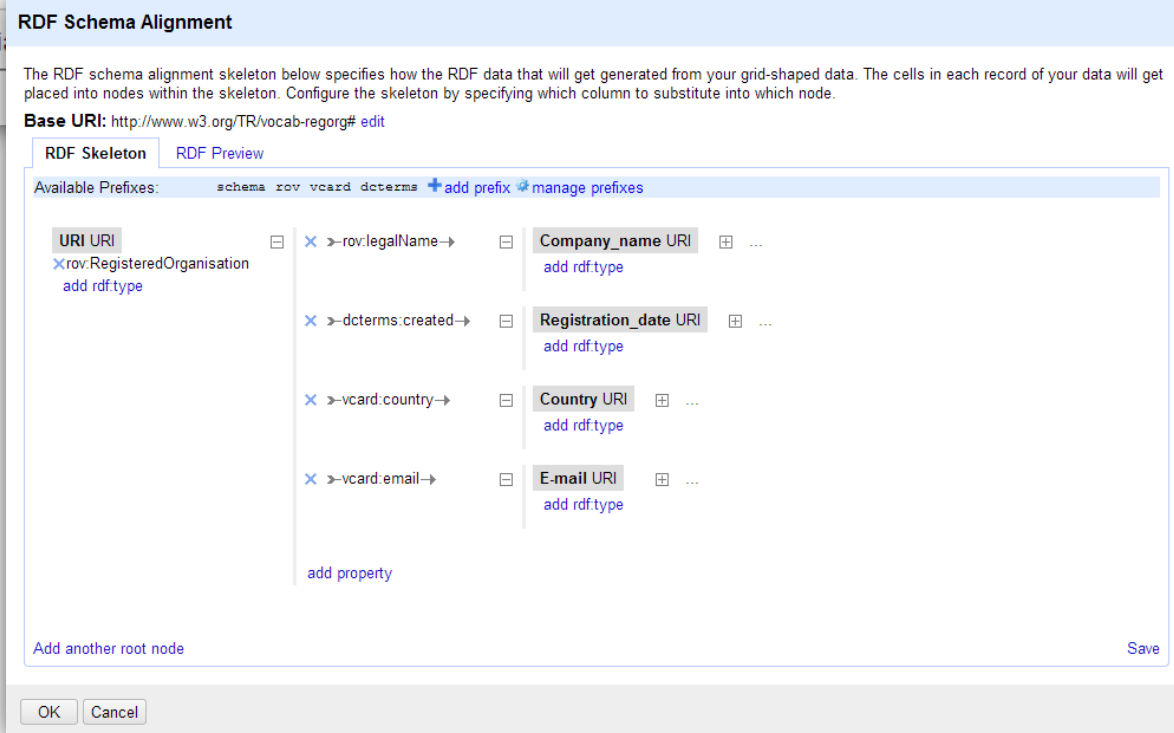 RDF Schema Alignment
The RDF schema alignment skeleton below specifies how the RDF data that will get generated from your grid-shaped data. The cells in each record of your data will get
placed into nodes within the skeleton. Configure the skeleton by specifying which column to substitute into which node.
Base URI: http://www.w3.org/TR/vocab-regorg# edit
RDF Skeleton RDF Preview
Available Prefixes: schema rov vcard dcterms add prefix manage prefixes
URI URI rov:legalName Company_name URI ...
rov:RegisteredOrganisation add rdf:type
add rdf:type
dcterms:created Registration_date URI ...
add rdf:type
vcard:country Country URI ...
add rdf:type
vcard:email E-mail URI ...
add rdf:type
add property
Add another root node Save
OK Cancel